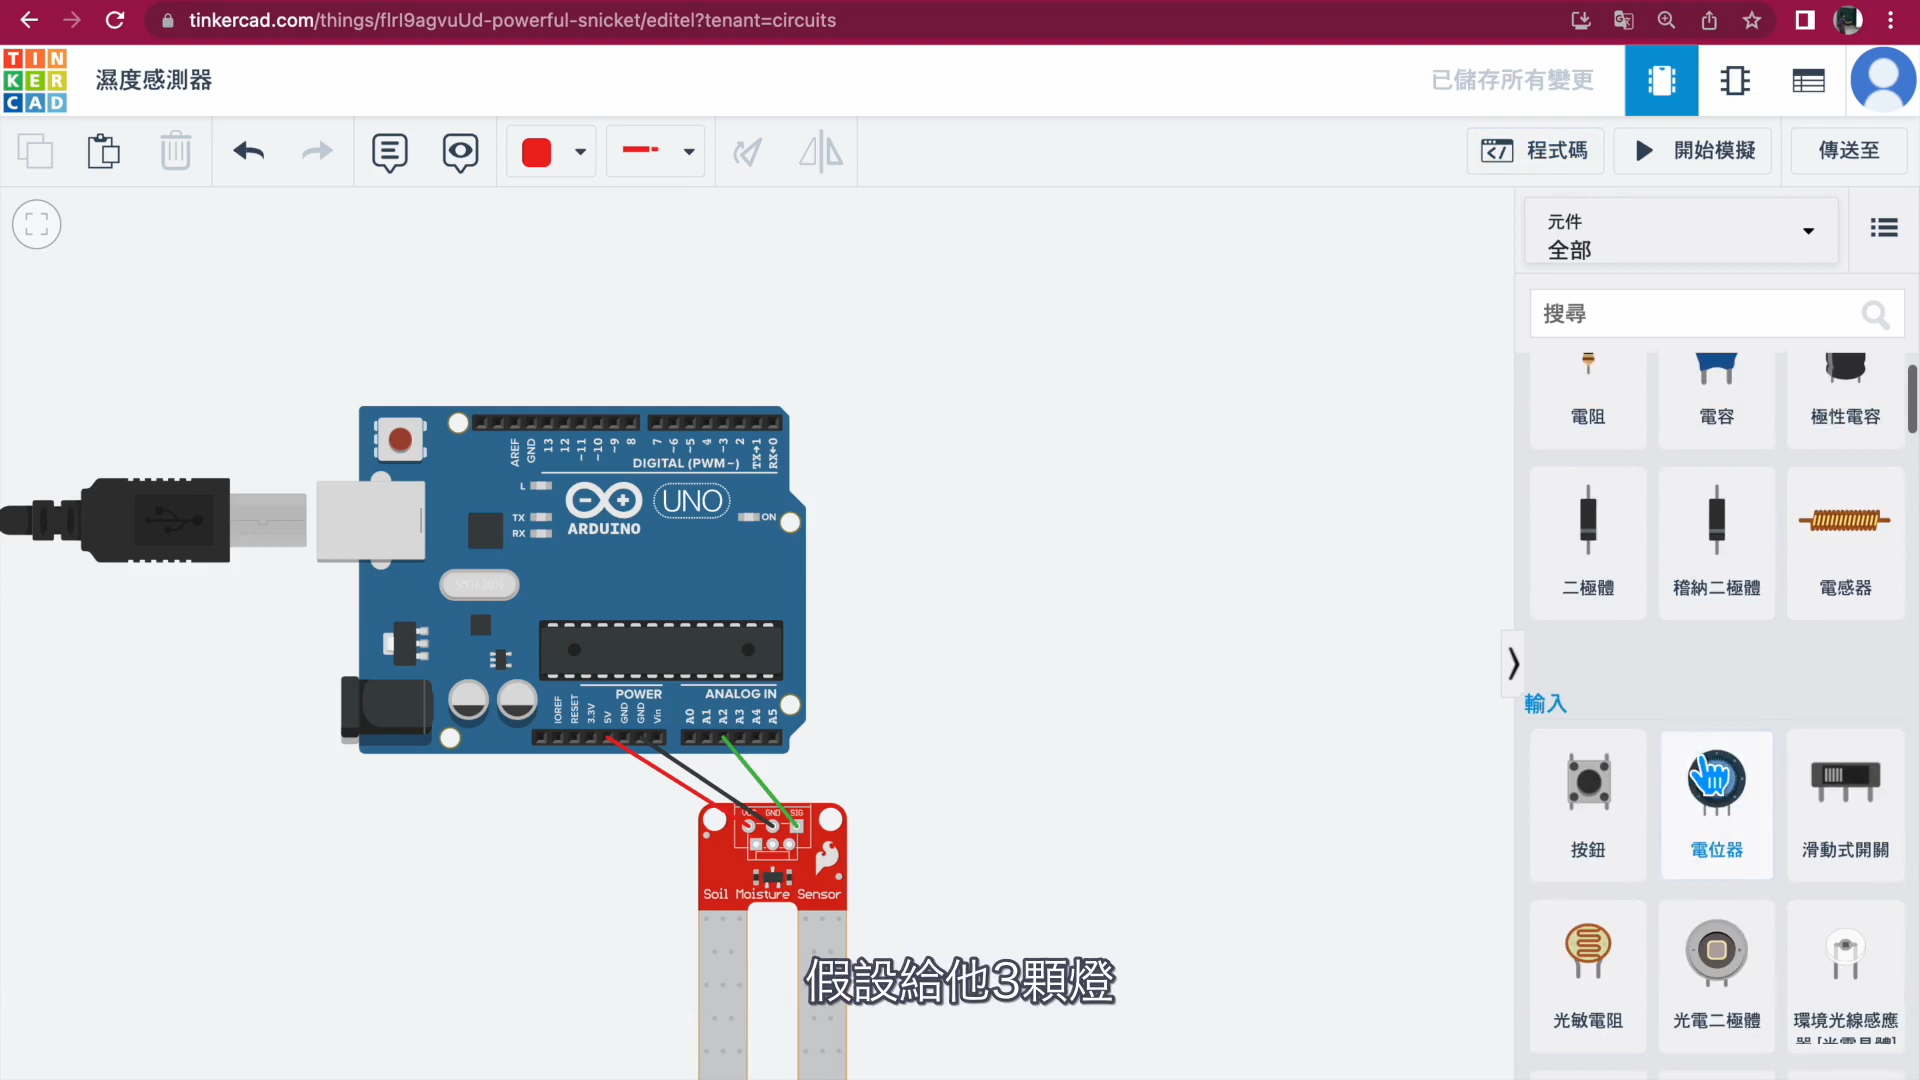 tinkercad.com/things/flrI9agvuUd-powerful-snicket/editel?tenant=circuits
TIN
KER
CAD
濕度感測器
已儲存所有變更
程式碼
開始模擬
傳送至
元件
全部
搜尋
電阻
電容
極性電容
二極體
稽納二極體
電感器
輸入
按鈕
電位器
滑動式開關
光敏電阻
光電二極體
環境光線感應
AREF
GND
13
12
~11
~10
~9
8
7
~6
~5
4
~3
2
TX→1
RX←0
DIGITAL (PWM~)
L
TX
RX
ARDUINO
UNO
ON
POWER
ANALOG IN
IOREF
RESET
3.3V
5V
GND
GND
Vin
A0
A1
A2
A3
A4
A5
GND
SIG
Soil Moisture Sensor
假設給他3顆燈